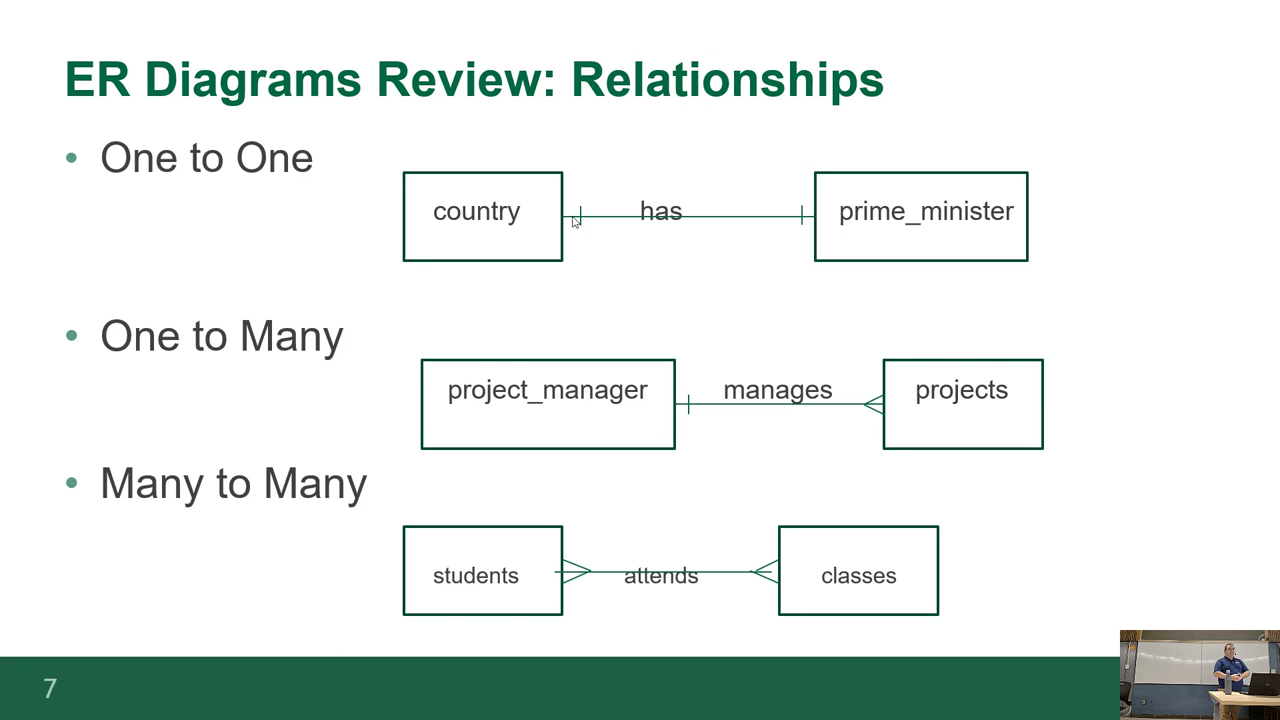 ER Diagrams Review: Relationships
• One to One
country has prime_minister
• One to Many
project_manager manages projects
• Many to Many
students attends classes
7